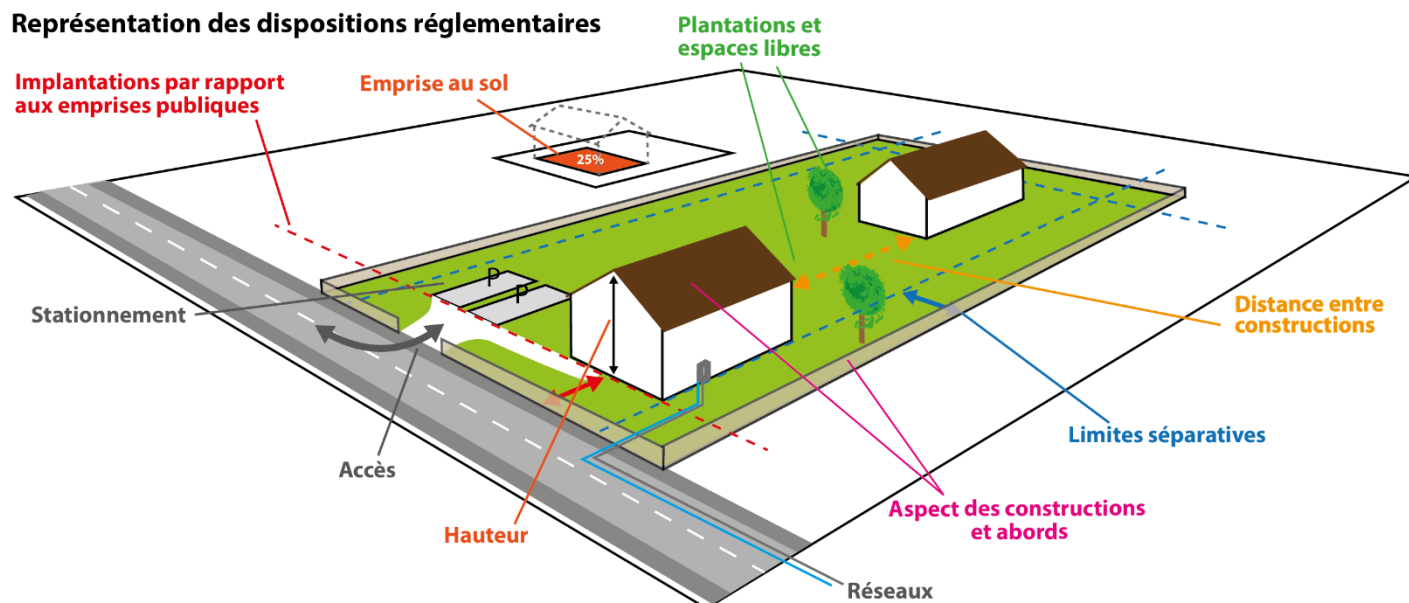 Représentation des dispositions réglementaires
Plantations et
espaces libres
Implantations par rapport
aux emprises publiques
Emprise au sol
25%
P
P
Stationnement
Distance entre
constructions
Limites séparatives
Accès
Aspect des constructions
et abords
Hauteur
Réseaux